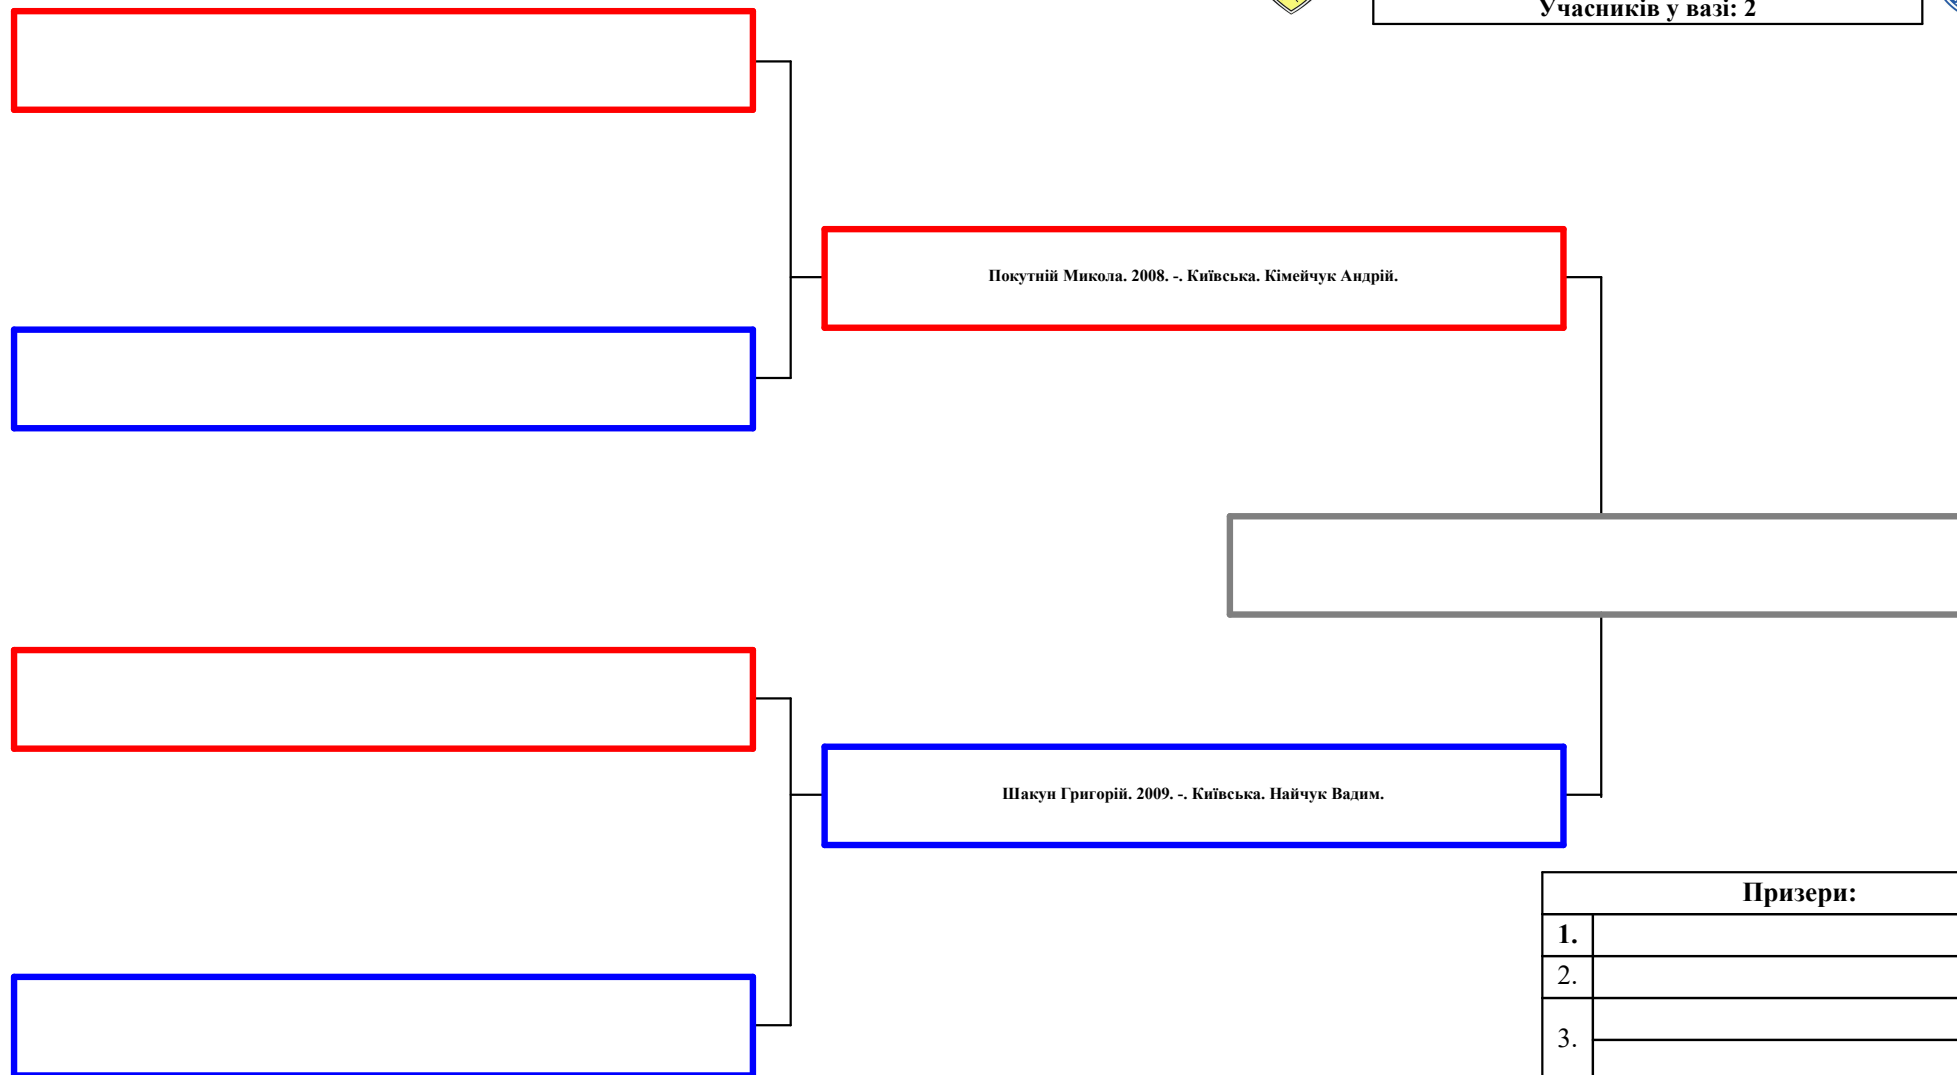 Учасників у вазі: 2
Покутній Микола. 2008. -. Київська. Кімейчук Андрій.
Шакун Григорій. 2009. -. Київська. Найчук Вадим.
Призери:
1.
2.
3.